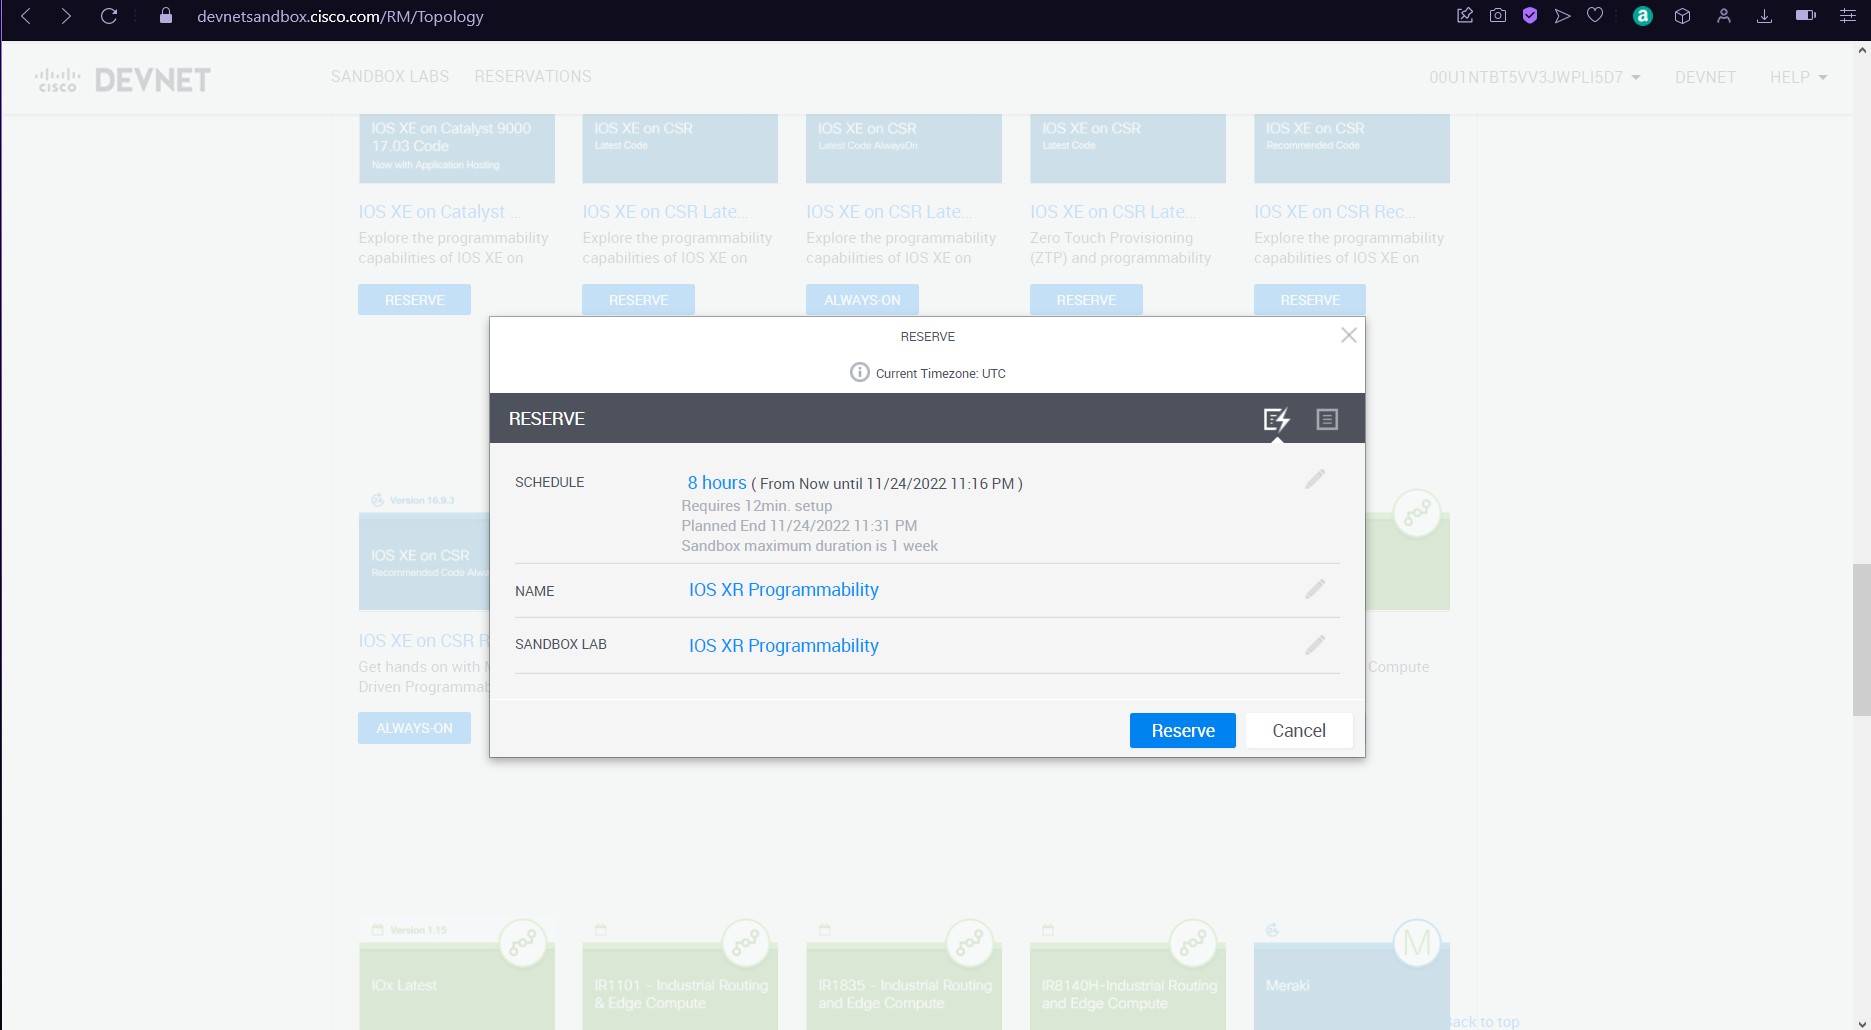 devnetsandbox.cisco.com/RM/Topology
cisco DEVNET
SANDBOX LABS RESERVATIONS
00U1NTBT5VV3JWPLI5D7 DEVNET HELP
IOS XE on Catalyst 9000
17.03 Code
Now with Application Hosting
IOS XE on CSR
Latest Code
IOS XE on CSR
Latest Code AlwaysOn
IOS XE on CSR
Latest Code
IOS XE on CSR
Recommended Code
IOS XE on Catalyst ...
Explore the programmability
capabilities of IOS XE on
RESERVE
IOS XE on CSR Late...
Explore the programmability
capabilities of IOS XE on
RESERVE
IOS XE on CSR Late...
Explore the programmability
capabilities of IOS XE on
ALWAYS-ON
IOS XE on CSR Late...
Zero Touch Provisioning
(ZTP) and programmability
RESERVE
IOS XE on CSR Rec...
Explore the programmability
capabilities of IOS XE on
RESERVE
RESERVE
Current Timezone: UTC
RESERVE
SCHEDULE
8 hours ( From Now until 11/24/2022 11:16 PM )
Requires 12min. setup
Planned End 11/24/2022 11:31 PM
Sandbox maximum duration is 1 week
NAME
IOS XR Programmability
SANDBOX LAB
IOS XR Programmability
Reserve Cancel
24 Version 16.9.3
IOS XE on CSR
Recommended Code Alwa
IOS XE on CSR R
Get hands on with M
Driven Programmab
ALWAYS-ON
Compute
Version 1.15
IOx Latest
IR1101 - Industrial Routing
& Edge Compute
IR1835 - Industrial Routing
and Edge Compute
IR8140H-Industrial Routing
and Edge Compute
24
M
Meraki
Back to top